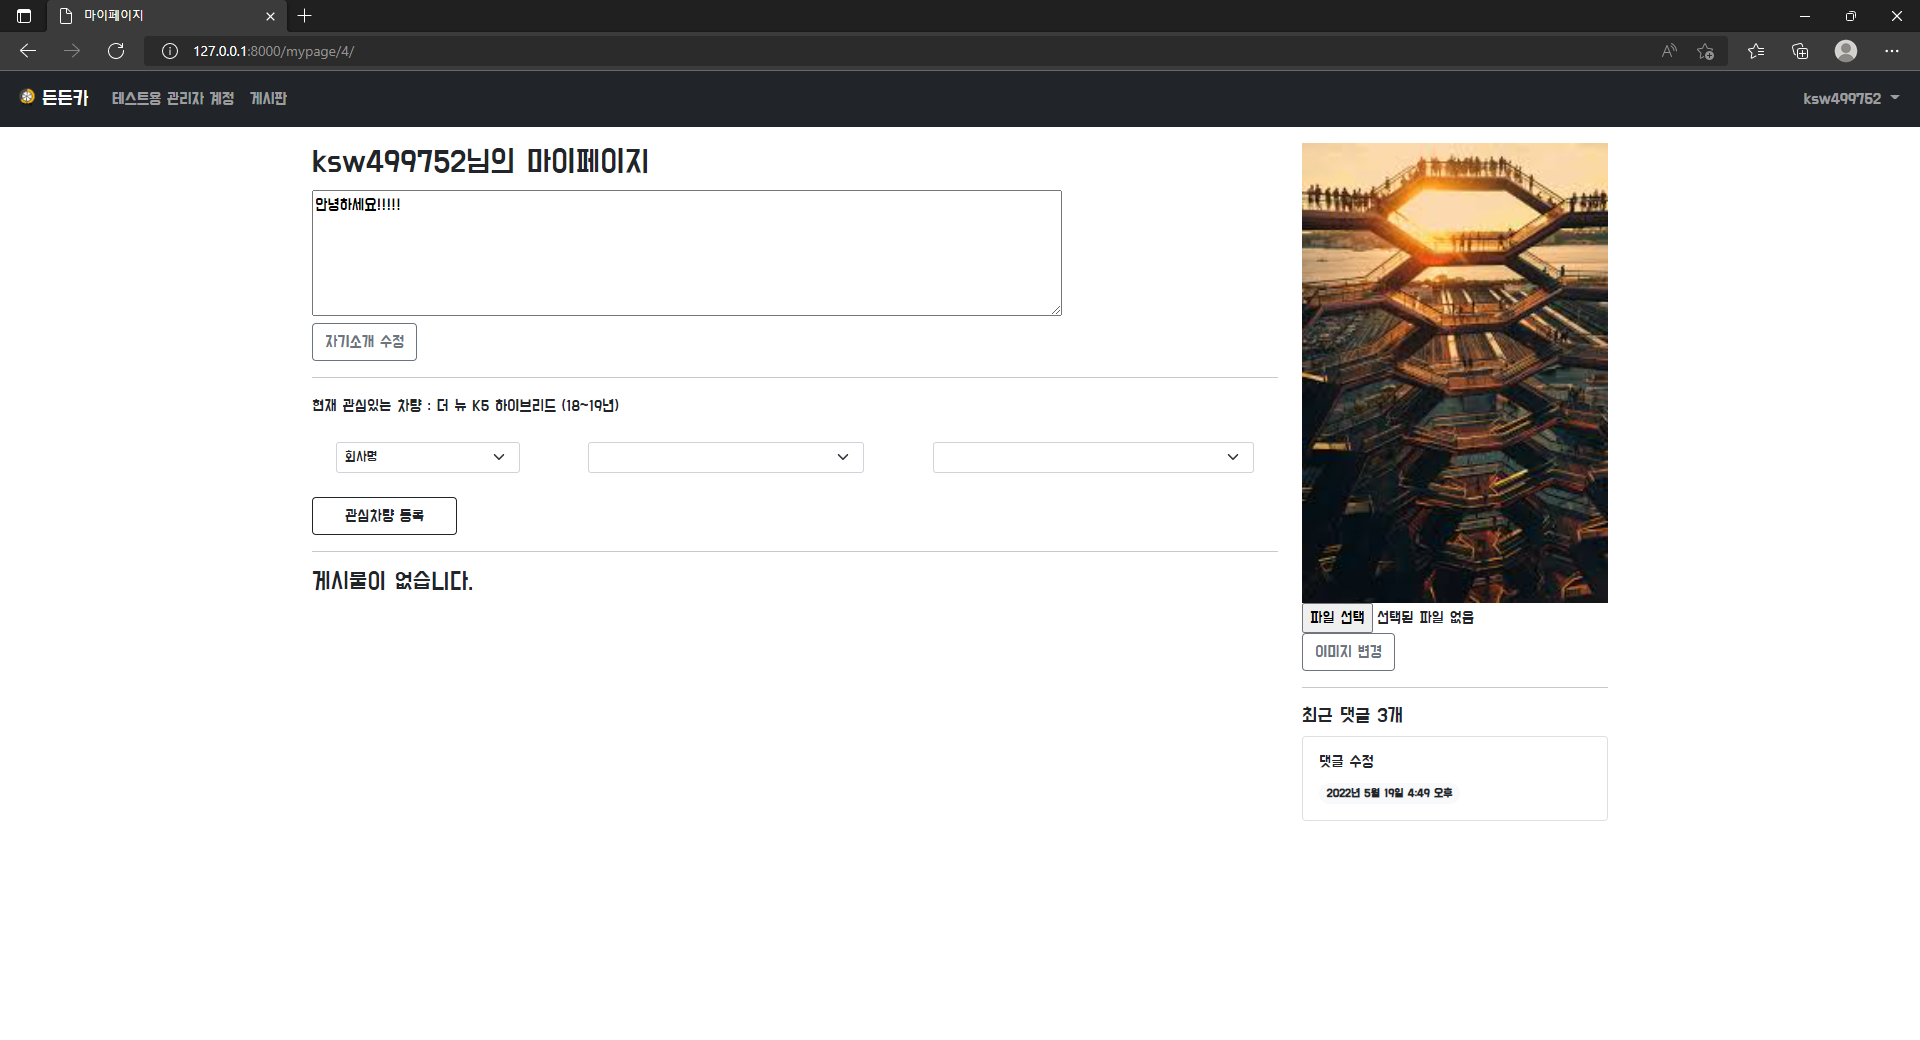 마이페이지
127.0.0.1:8000/mypage/4/
든든카 테스트용 관리자 계정 게시판 ksw499752
ksw499752님의 마이페이지
안녕하세요!!!!!
자기소개 수정
현재 관심있는 차량 : 더 뉴 K5 하이브리드 (18~19년)
회사명
관심차량 등록
게시물이 없습니다.
파일 선택 선택된 파일 없음
이미지 변경
최근 댓글 3개
댓글 수정
2022년 5월 19일 4:49 오후